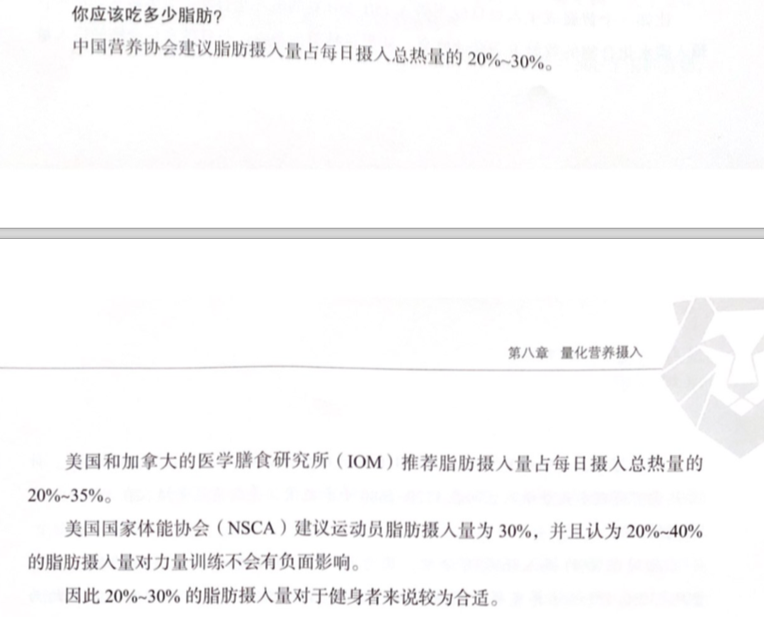 你应该吃多少脂肪？
中国营养协会建议脂肪摄入量占每日摄入总热量的 20%~30%。
第八章 量化营养摄入
美国和加拿大的医学膳食研究所（IOM）推荐脂肪摄入量占每日摄入总热量的
20%~35%。
美国国家体能协会（NSCA）建议运动员脂肪摄入量为 30%，并且认为 20%~40%
的脂肪摄入量对力量训练不会有负面影响。
因此 20%~30% 的脂肪摄入量对于健身者来说较为合适。